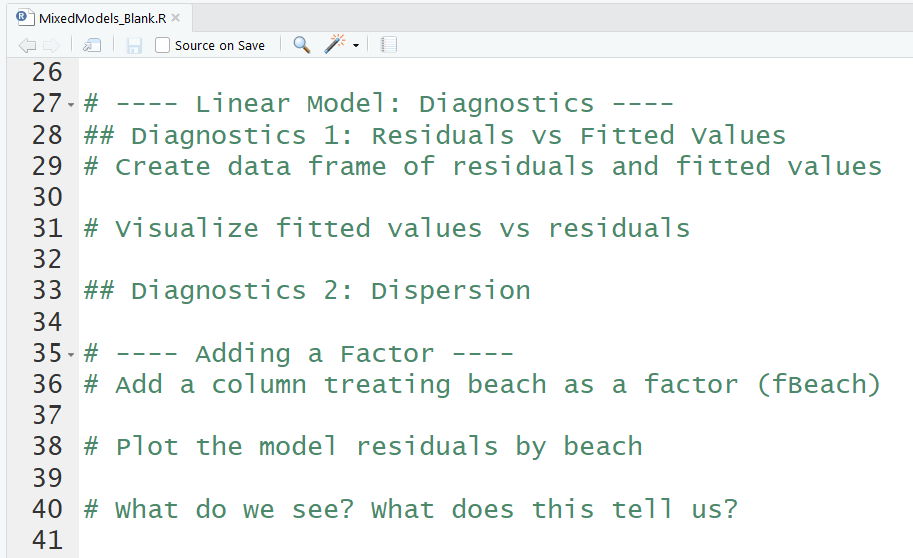 MixedModels_Blank.R
Source on Save
26
27 # ---- Linear Model: Diagnostics ----
28 ## Diagnostics 1: Residuals vs Fitted Values
29 # Create data frame of residuals and fitted values
30
31 # Visualize fitted values vs residuals
32
33 ## Diagnostics 2: Dispersion
34
35 # ---- Adding a Factor ----
36 # Add a column treating beach as a factor (fBeach)
37
38 # Plot the model residuals by beach
39
40 # What do we see? What does this tell us?
41